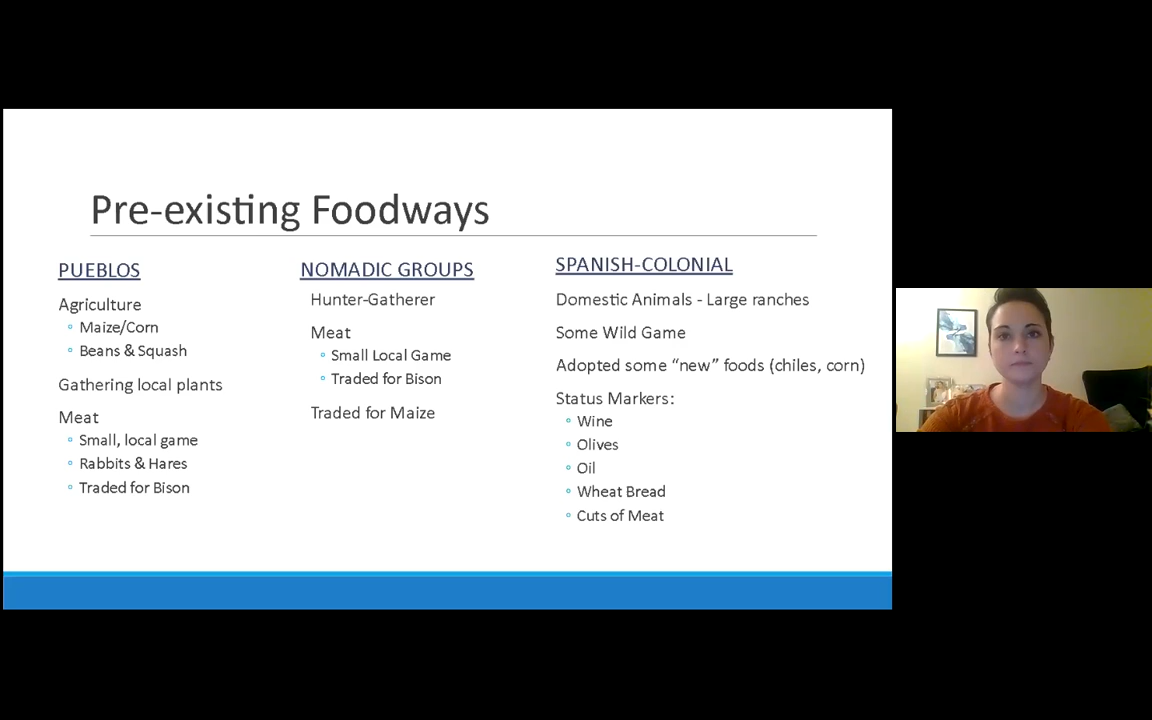 Pre-existing Foodways
PUEBLOS
Agriculture
Maize/Corn
Beans & Squash
Gathering local plants
Meat
Small, local game
Rabbits & Hares
Traded for Bison
NOMADIC GROUPS
Hunter-Gatherer
Meat
Small Local Game
Traded for Bison
Traded for Maize
SPANISH-COLONIAL
Domestic Animals - Large ranches
Some Wild Game
Adopted some “new” foods (chiles, corn)
Status Markers:
Wine
Olives
Oil
Wheat Bread
Cuts of Meat